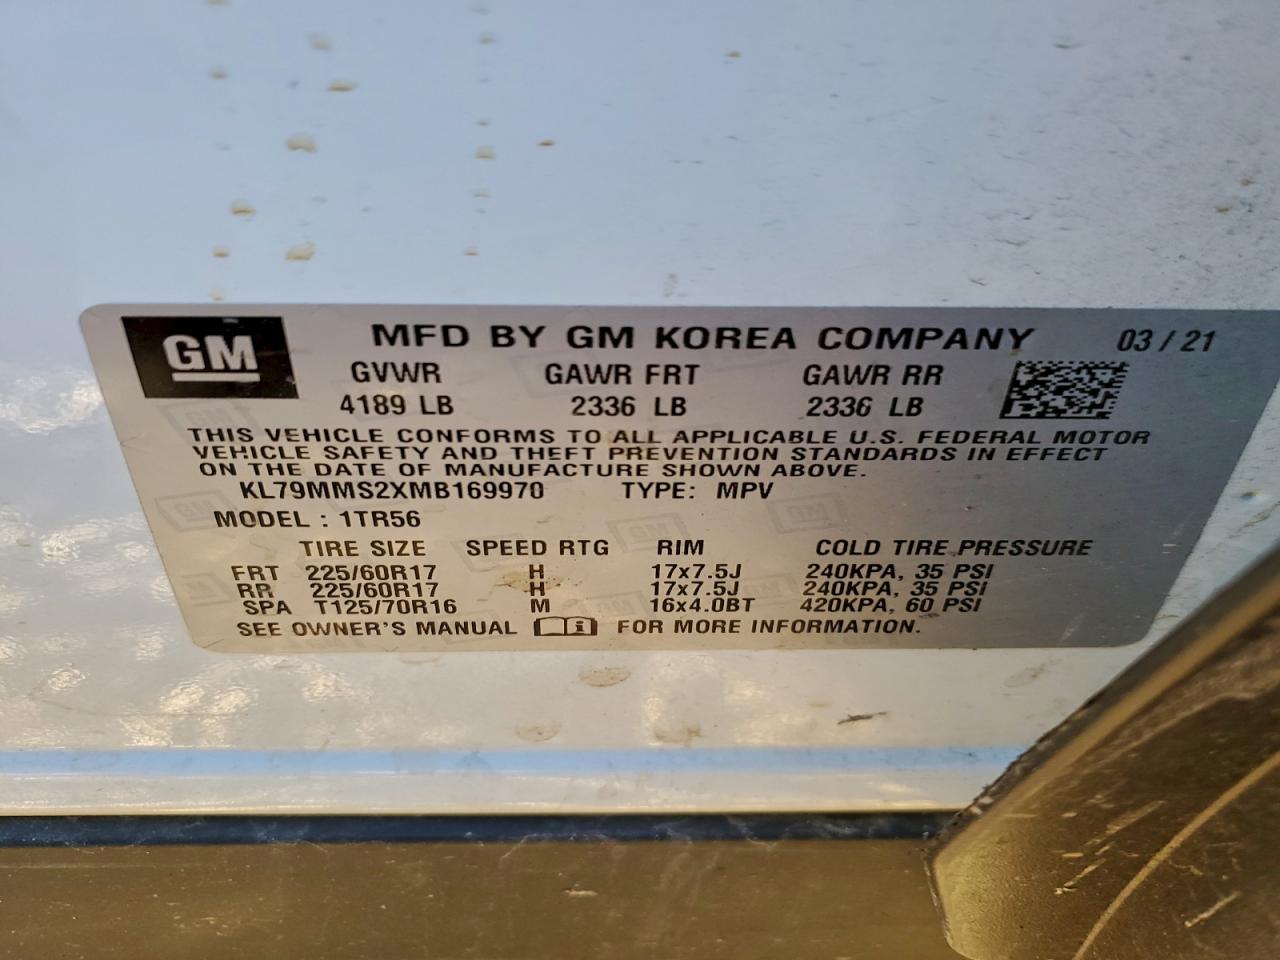 GM
MFD BY GM KOREA COMPANY 03 / 21
GVWR GAWR FRT GAWR RR
4189 LB 2336 LB 2336 LB
THIS VEHICLE CONFORMS TO ALL APPLICABLE U.S. FEDERAL MOTOR
VEHICLE SAFETY AND THEFT PREVENTION STANDARDS IN EFFECT
ON THE DATE OF MANUFACTURE SHOWN ABOVE.
KL79MMS2XMB169970 TYPE: MPV
MODEL : 1TR56
TIRE SIZE SPEED RTG RIM COLD TIRE PRESSURE
FRT 225/60R17 H 17x7.5J 240KPA, 35 PSI
RR 225/60R17 H 17x7.5J 240KPA, 35 PSI
SPA T125/70R16 M 16x4.0BT 420KPA, 60 PSI
SEE OWNER'S MANUAL FOR MORE INFORMATION.